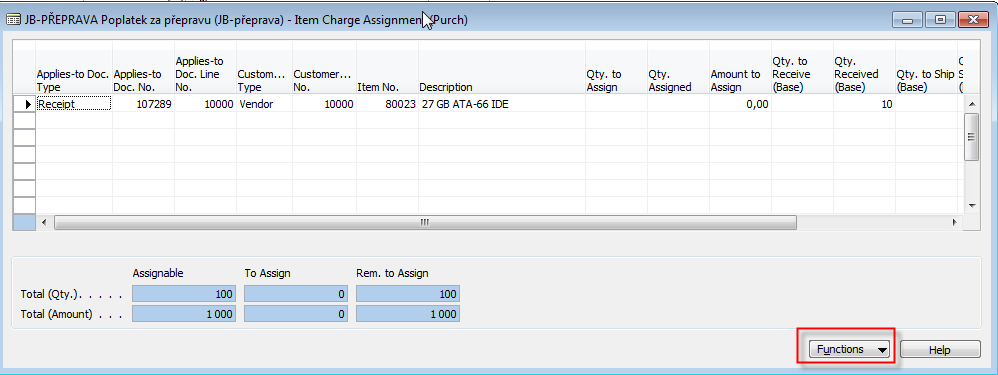 JB-PŘEPRAVA Poplatek za přepravu (JB-přeprava) - Item Charge Assignment (Purch)
Applies-to Doc. Type Applies-to Doc. No. Applies-to Doc. Line No. Custom... Type Customer... No. Item No. Description Qty. to Assign Qty. Assigned Amount to Assign Qty. to Receive (Base) Qty. Received (Base) Qty. to Ship (Base)
Receipt 107289 10000 Vendor 10000 80023 27 GB ATA-66 IDE 0,00 10
Assignable To Assign Rem. to Assign
Total (Qty.). . . . . 100 0 100
Total (Amount) . . . 1 000 0 1 000
Functions Help